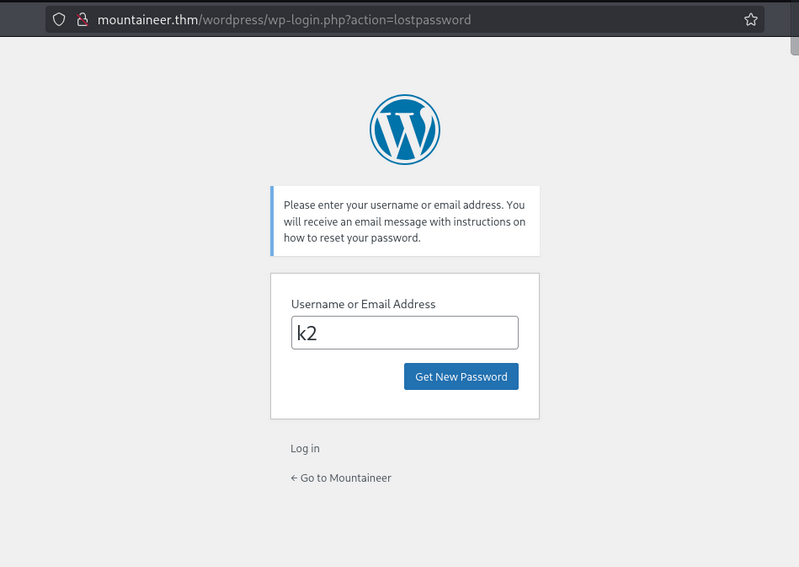 mountaineer.thm/wordpress/wp-login.php?action=lostpassword
Please enter your username or email address. You
will receive an email message with instructions on
how to reset your password.
Username or Email Address
k2
Get New Password
Log in
← Go to Mountaineer